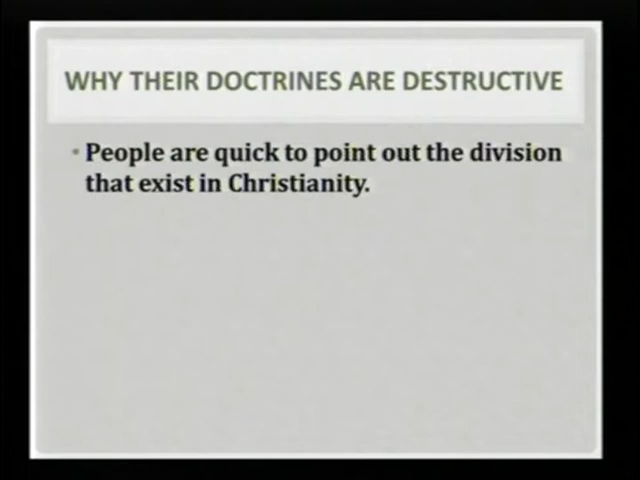 WHY THEIR DOCTRINES ARE DESTRUCTIVE
• People are quick to point out the division
that exist in Christianity.